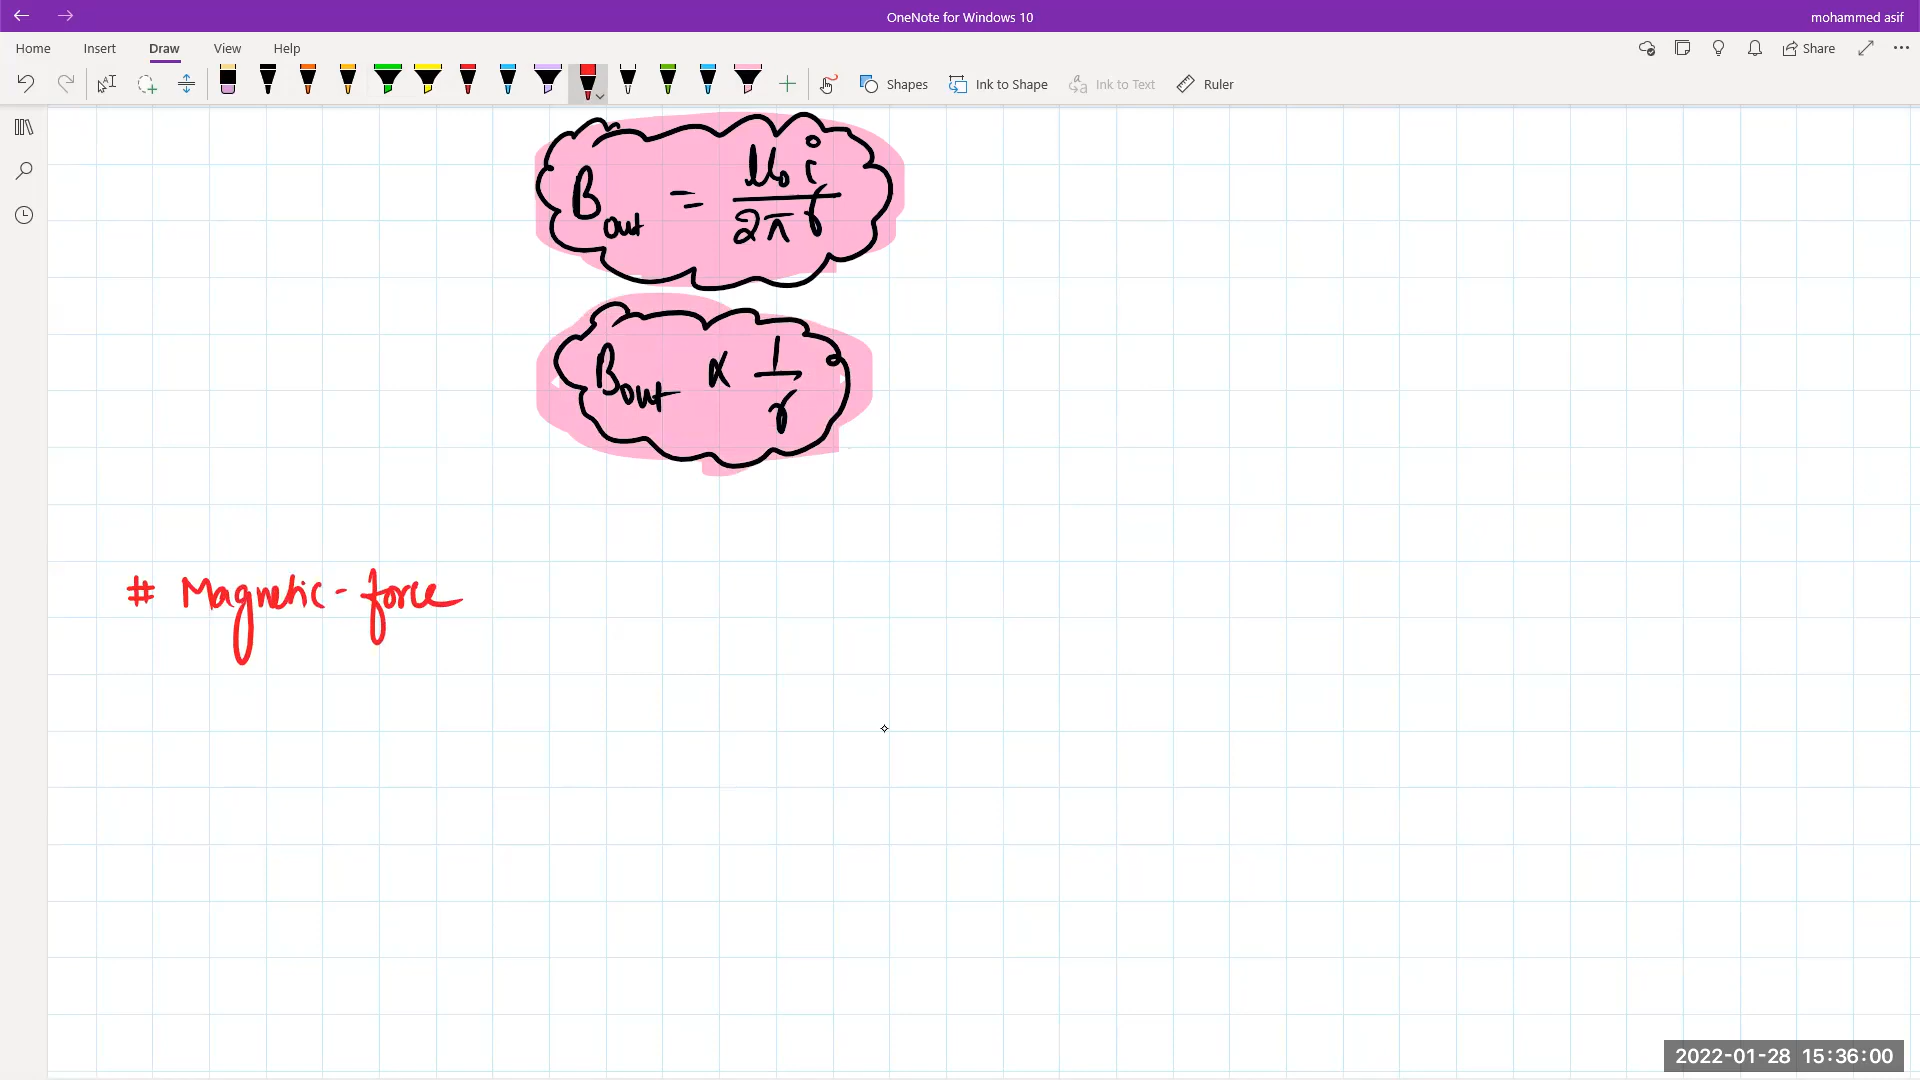 OneNote for Windows 10
mohammed asif
Home Insert Draw View Help
Share
Shapes Ink to Shape Ink to Text Ruler
B_out = μ₀i / 2πr
B_out ∝ 1/r
# Magnetic-force
2022-01-28 15:36:00